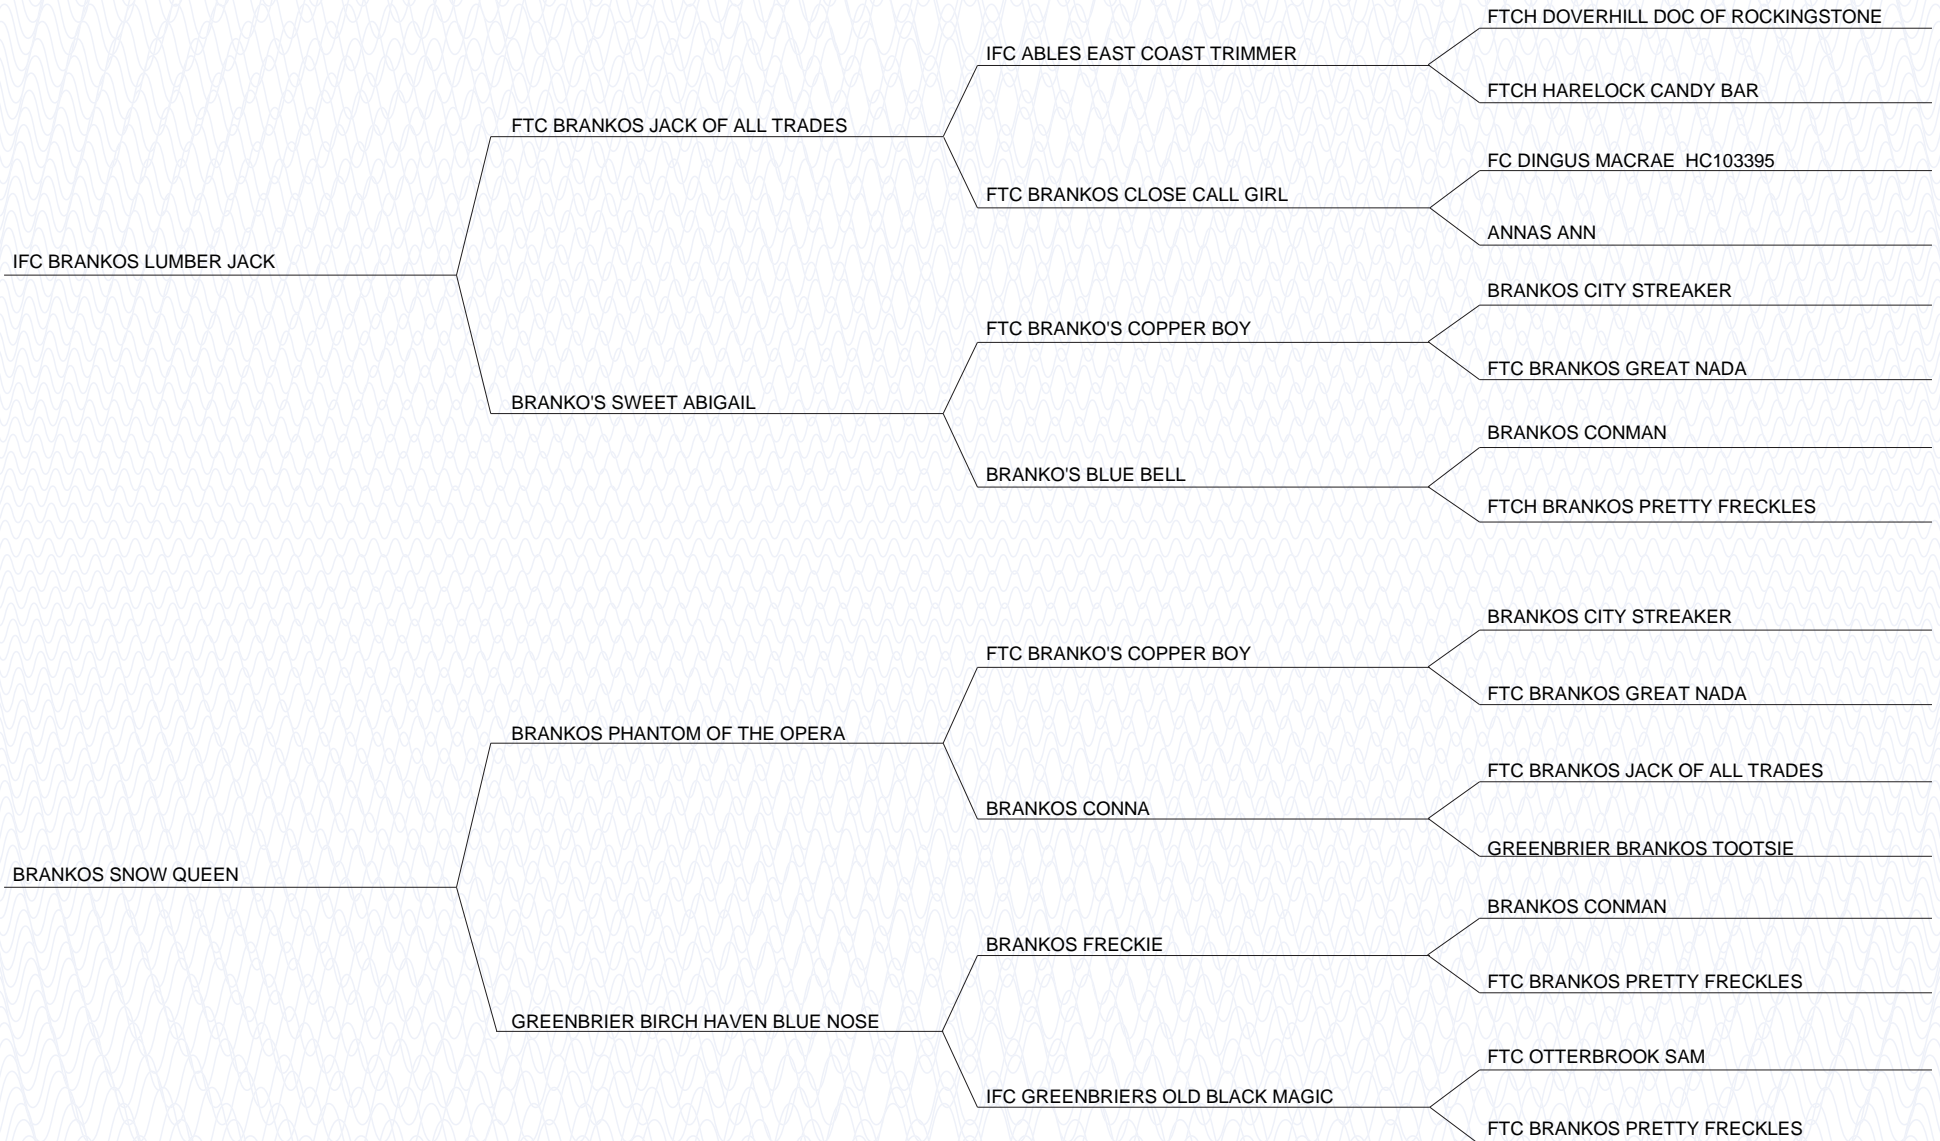 FTCH DOVERHILL DOC OF ROCKINGSTONE
IFC ABLES EAST COAST TRIMMER
FTCH HARELOCK CANDY BAR
FTC BRANKOS JACK OF ALL TRADES
FC DINGUS MACRAE  HC103395
FTC BRANKOS CLOSE CALL GIRL
ANNAS ANN
IFC BRANKOS LUMBER JACK
BRANKOS CITY STREAKER
FTC BRANKO'S COPPER BOY
FTC BRANKOS GREAT NADA
BRANKO'S SWEET ABIGAIL
BRANKOS CONMAN
BRANKO'S BLUE BELL
FTCH BRANKOS PRETTY FRECKLES
BRANKOS CITY STREAKER
FTC BRANKO'S COPPER BOY
FTC BRANKOS GREAT NADA
BRANKOS PHANTOM OF THE OPERA
FTC BRANKOS JACK OF ALL TRADES
BRANKOS CONNA
GREENBRIER BRANKOS TOOTSIE
BRANKOS SNOW QUEEN
BRANKOS CONMAN
BRANKOS FRECKIE
FTC BRANKOS PRETTY FRECKLES
GREENBRIER BIRCH HAVEN BLUE NOSE
FTC OTTERBROOK SAM
IFC GREENBRIERS OLD BLACK MAGIC
FTC BRANKOS PRETTY FRECKLES